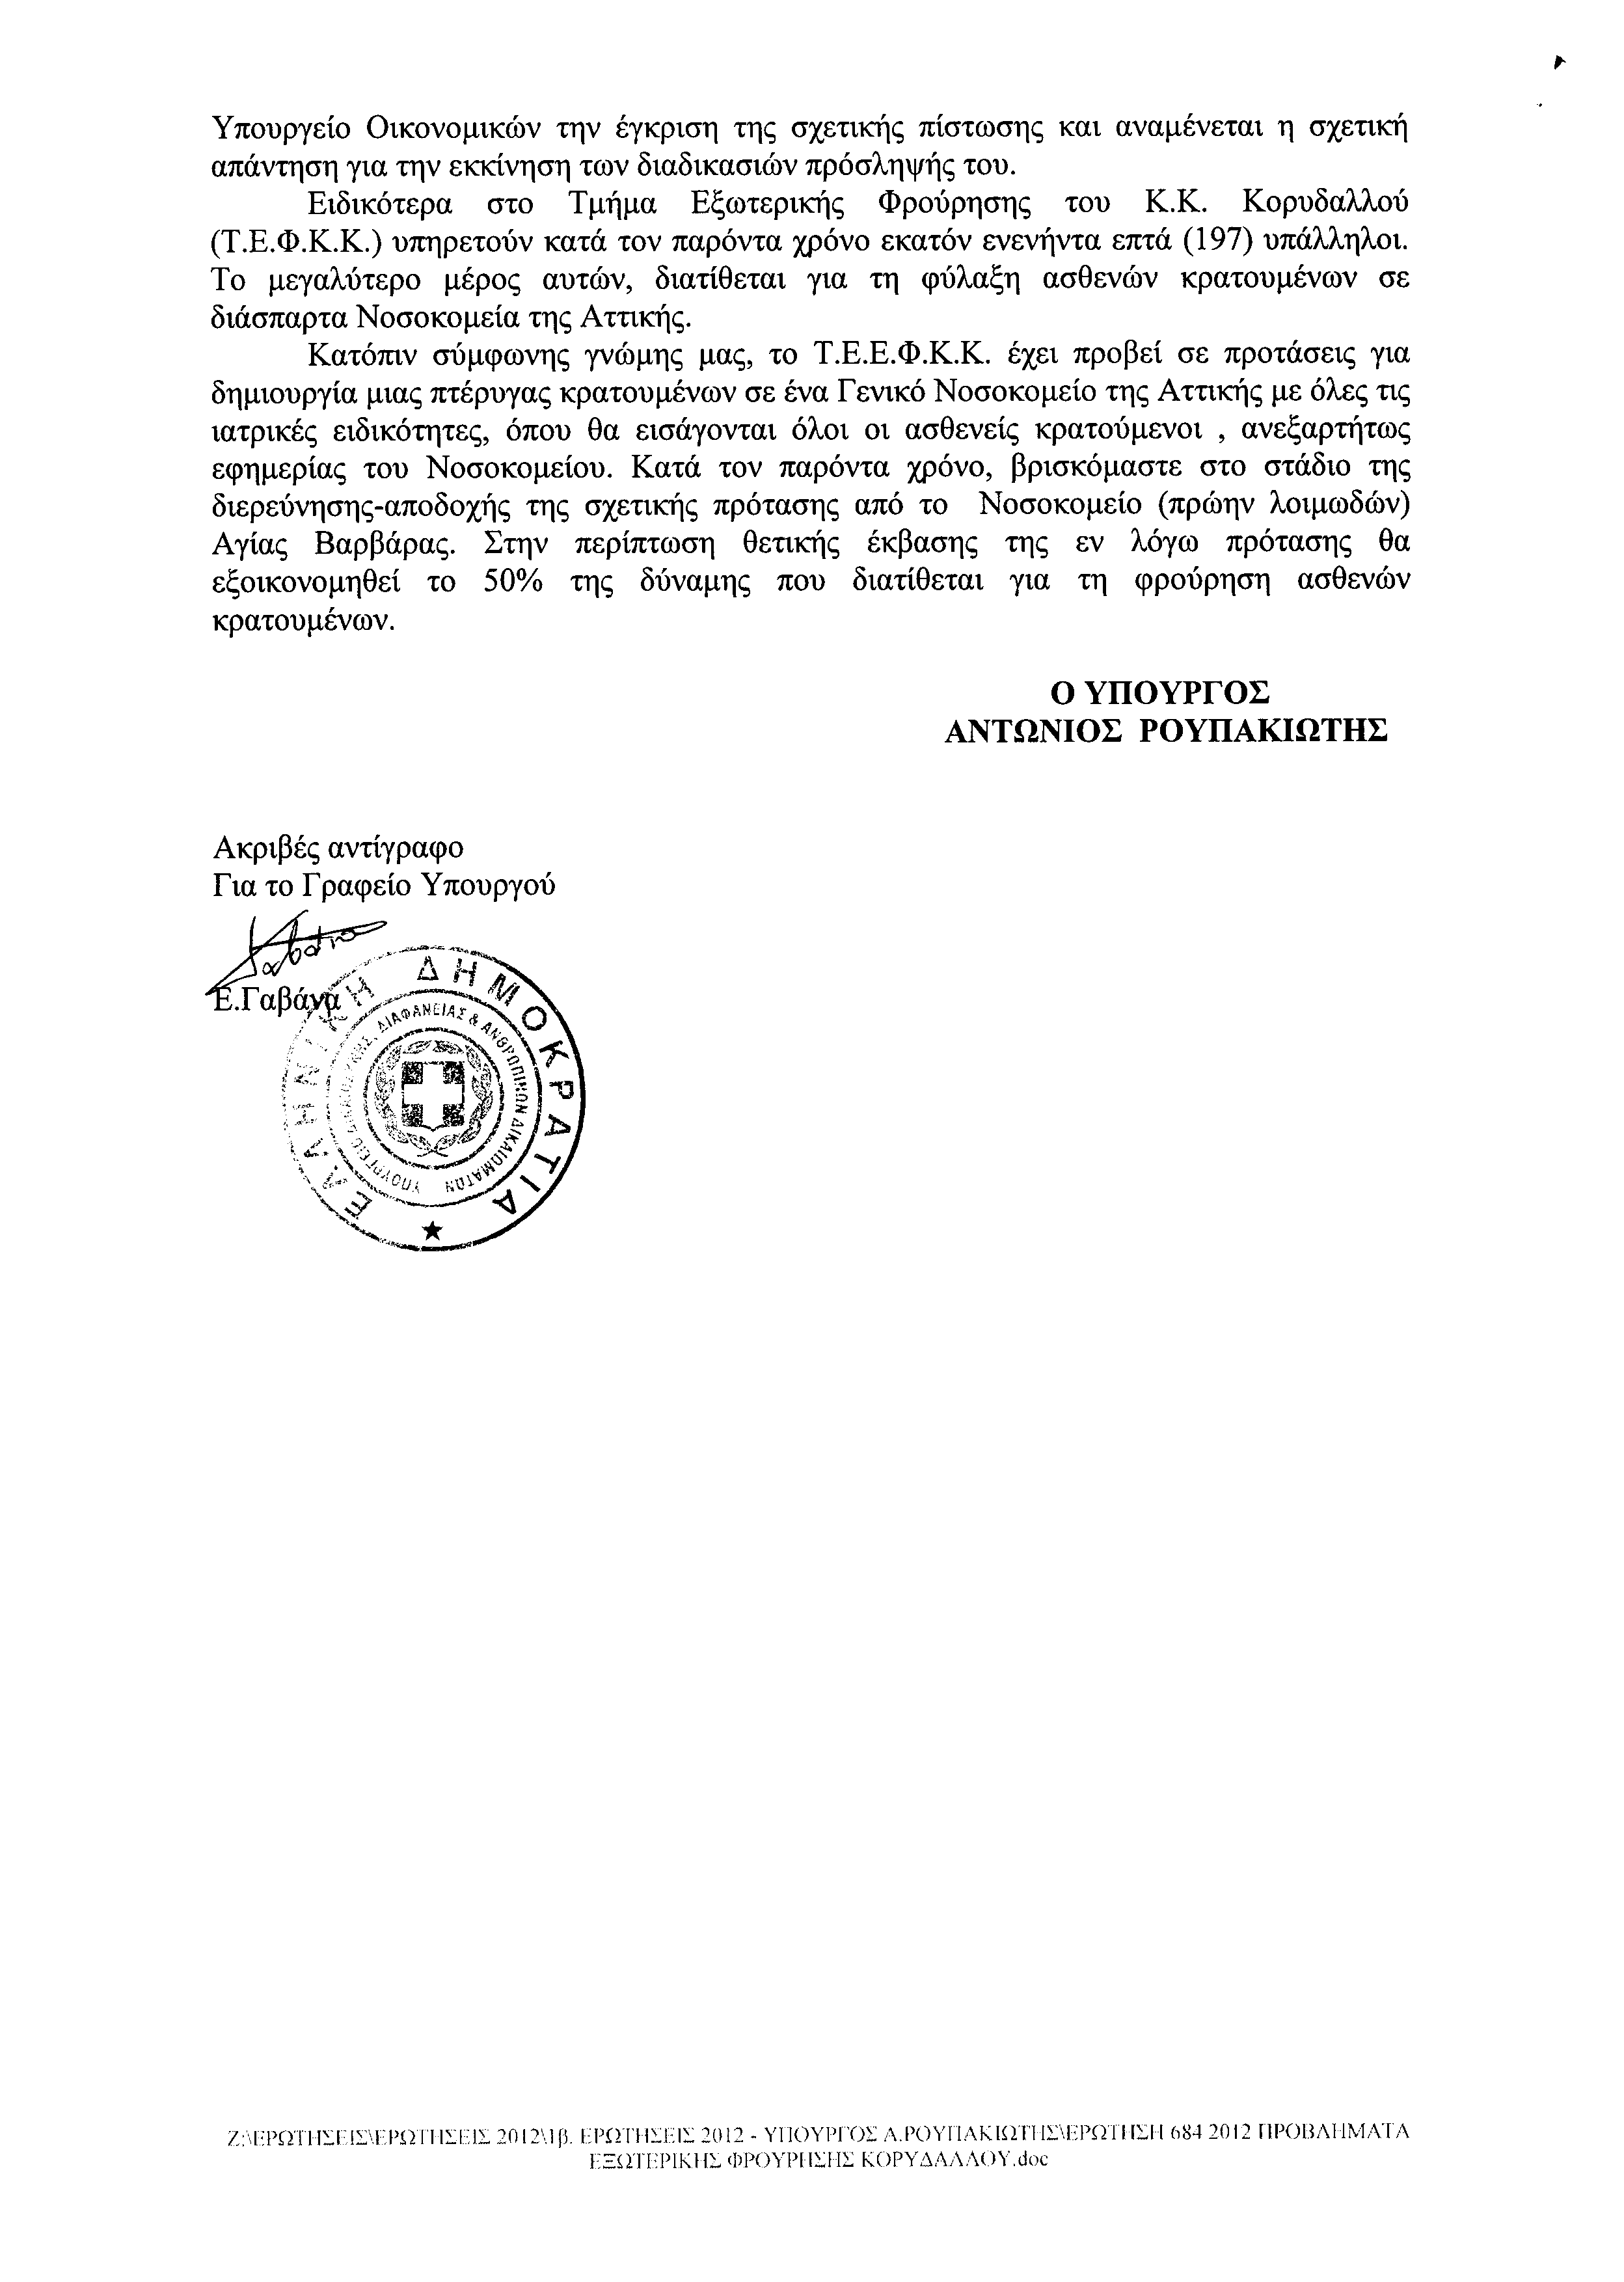 Υπουργείο Οικονομικών την έγκριση της σχετικής πίστωσης και αναμένεται η σχετική
απάντηση για την εκκίνηση των διαδικασιών πρόσληψής του.
Ειδικότερα στο Τμήμα Εξωτερικής Φρούρησης του Κ.Κ. Κορυδαλλού
(Τ.Ε.Φ.Κ.Κ.) υπηρετούν κατά τον παρόντα χρόνο εκατόν ενενήντα επτά (197) υπάλληλοι.
Το μεγαλύτερο μέρος αυτών, διατίθεται για τη φύλαξη ασθενών κρατουμένων σε
διάσπαρτα Νοσοκομεία της Αττικής.
Κατόπιν σύμφωνης γνώμης μας, το Τ.Ε.Ε.Φ.Κ.Κ. έχει προβεί σε προτάσεις για
δημιουργία μιας πτέρυγας κρατουμένων σε ένα Γενικό Νοσοκομείο της Αττικής με όλες τις
ιατρικές ειδικότητες, όπου θα εισάγονται όλοι οι ασθενείς κρατούμενοι , ανεξαρτήτως
εφημερίας του Νοσοκομείου. Κατά τον παρόντα χρόνο, βρισκόμαστε στο στάδιο της
διερεύνησης-αποδοχής της σχετικής πρότασης από το Νοσοκομείο (πρώην λοιμωδών)
Αγίας Βαρβάρας. Στην περίπτωση θετικής έκβασης της εν λόγω πρότασης θα
εξοικονομηθεί το 50% της δύναμης που διατίθεται για τη φρούρηση ασθενών
κρατουμένων.
Ο ΥΠΟΥΡΓΟΣ
ΑΝΤΩΝΙΟΣ ΡΟΥΠΑΚΙΩΤΗΣ
Ακριβές αντίγραφο
Για το Γραφείο Υπουργού
Ε.Γαβάνα
ΕΛΛΗΝΙΚΗ ΔΗΜΟΚΡΑΤΙΑ
ΥΠΟΥΡΓΕΙΟ ΔΙΑΦΑΝΕΙΑΣ & ΑΝΘΡΩΠΙΝΩΝ ΔΙΚΑΙΩΜΑΤΩΝ
Ζ:\ΕΡΩΤΗΣΕΙΣ\ΕΡΩΤΗΣΕΙΣ 2012\1β. ΕΡΩΤΗΣΕΙΣ 2012 - ΥΠΟΥΡΓΟΣ Α.ΡΟΥΠΑΚΙΩΤΗΣ\ΕΡΩΤΗΣΗ 684 2012 ΠΡΟΒΛΗΜΑΤΑ
ΕΞΩΤΕΡΙΚΗΣ ΦΡΟΥΡΗΣΗΣ ΚΟΡΥΔΑΛΛΟΥ.doc